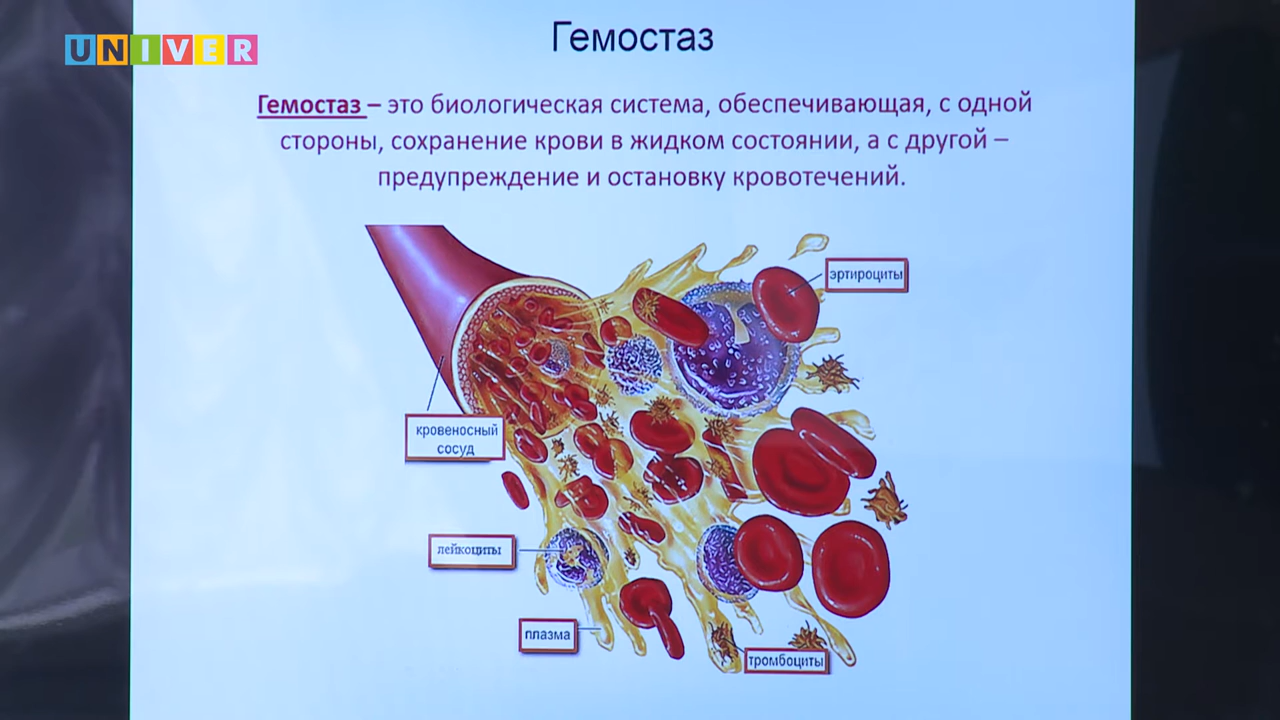 UNIVER
Гемостаз
Гемостаз – это биологическая система, обеспечивающая, с одной
стороны, сохранение крови в жидком состоянии, а с другой –
предупреждение и остановку кровотечений.
эртироциты
кровеносный
сосуд
лейкоциты
плазма
тромбоциты